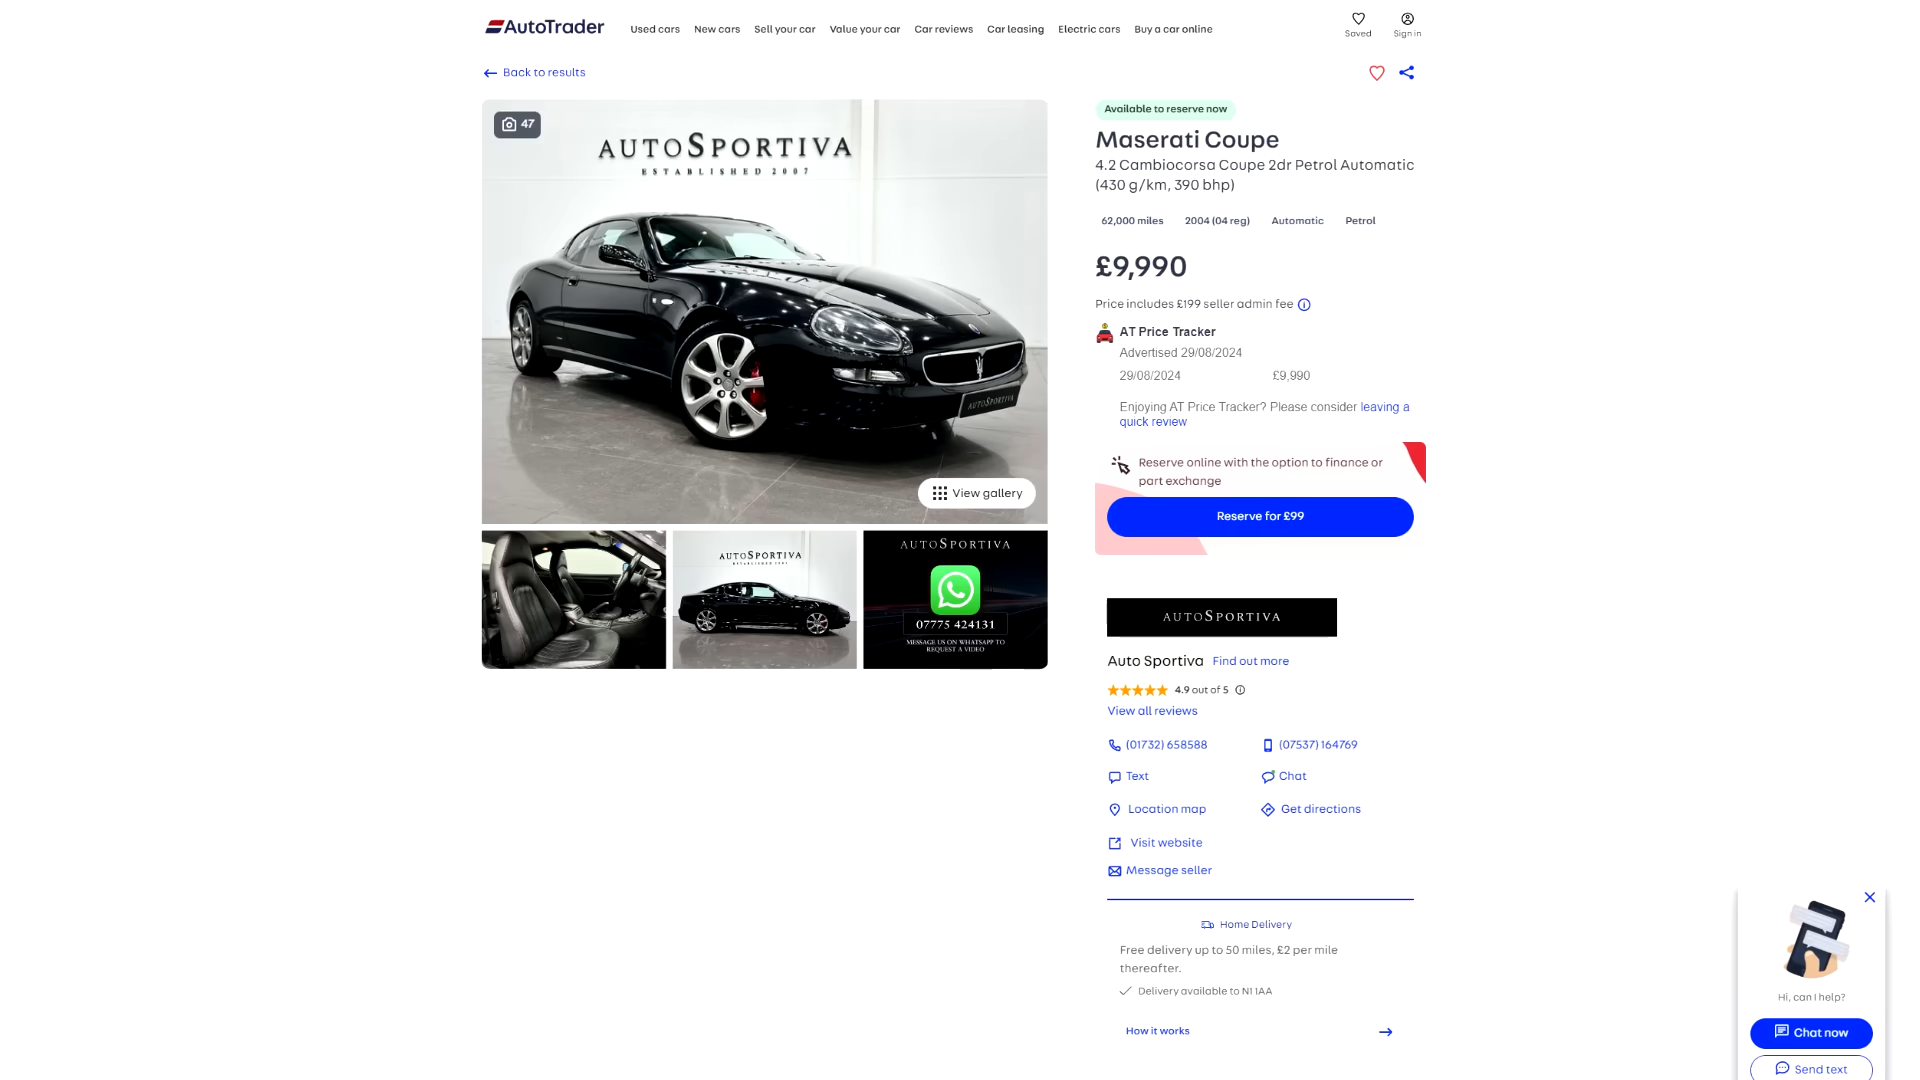 AutoTrader
Used cars
New cars
Sell your car
Value your car
Car reviews
Car leasing
Electric cars
Buy a car online
Saved
Sign in
Back to results
47
AUTOSPORTIVA
ESTABLISHED 2007
AUTOSPORTIVA
View gallery
AUTOSPORTIVA
AUTOSPORTIVA
07775 424131
MESSAGE US ON WHATSAPP TO
REQUEST A VIDEO
Available to reserve now
Maserati Coupe
4.2 Cambiocorsa Coupe 2dr Petrol Automatic
(430 g/km, 390 bhp)
62,000 miles
2004 (04 reg)
Automatic
Petrol
£9,990
Price includes £199 seller admin fee
AT Price Tracker
Advertised 29/08/2024
29/08/2024 £9,990
Enjoying AT Price Tracker? Please consider leaving a
quick review
Reserve online with the option to finance or
part exchange
Reserve for £99
AUTOSPORTIVA
Auto Sportiva Find out more
4.9 out of 5
View all reviews
(01732) 658588
(07537) 164769
Text
Chat
Location map
Get directions
Visit website
Message seller
Home Delivery
Free delivery up to 50 miles, £2 per mile
thereafter.
Delivery available to N1 1AA
How it works
Hi, can I help?
Chat now
Send text